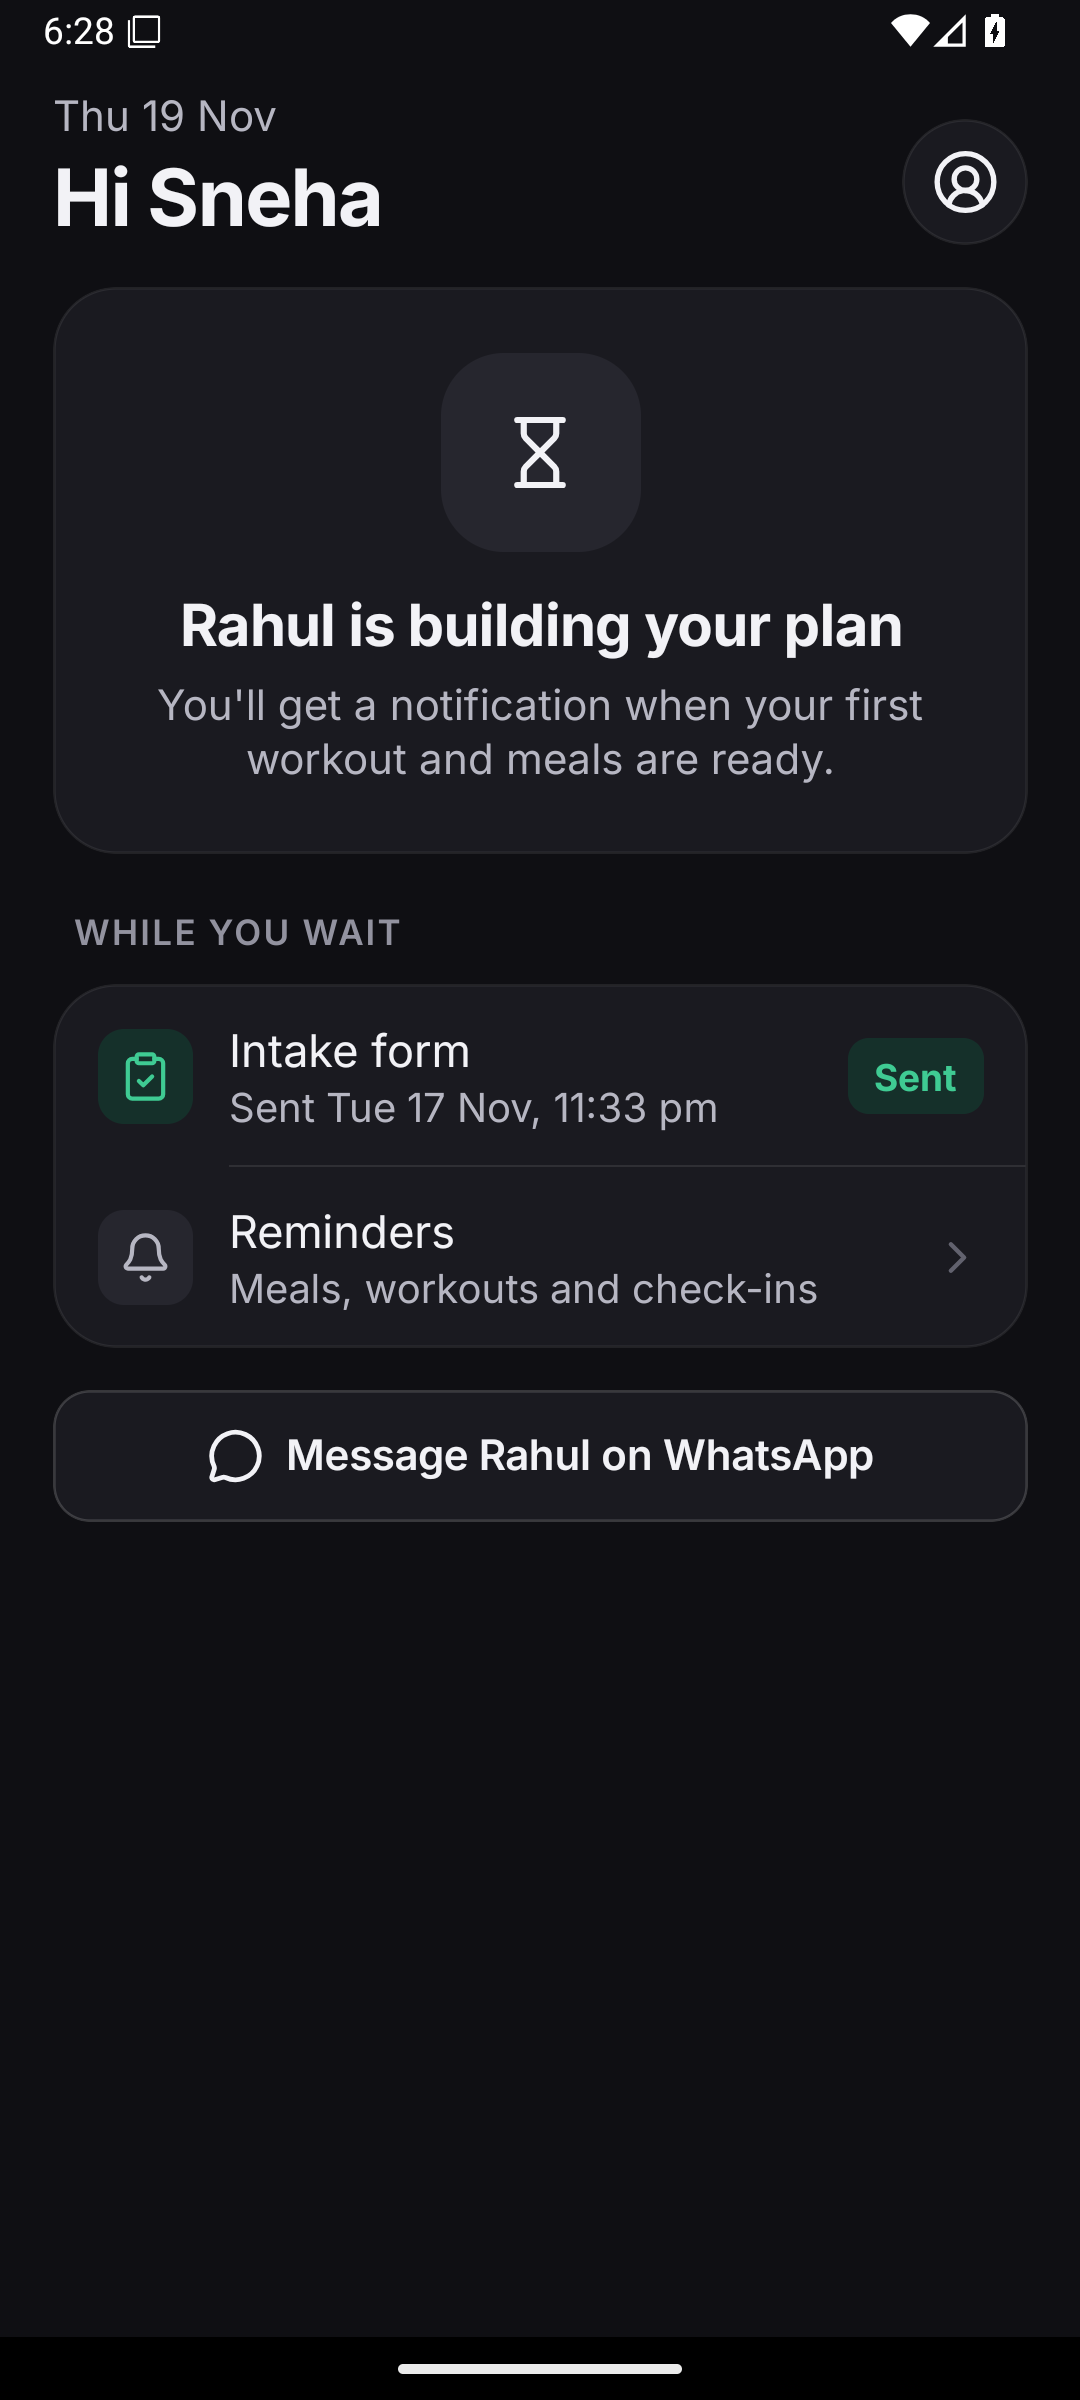 6:28
Thu 19 Nov
Hi Sneha
Rahul is building your plan
You'll get a notification when your first
workout and meals are ready.
WHILE YOU WAIT
Intake form
Sent Tue 17 Nov, 11:33 pm
Sent
Reminders
Meals, workouts and check-ins
Message Rahul on WhatsApp